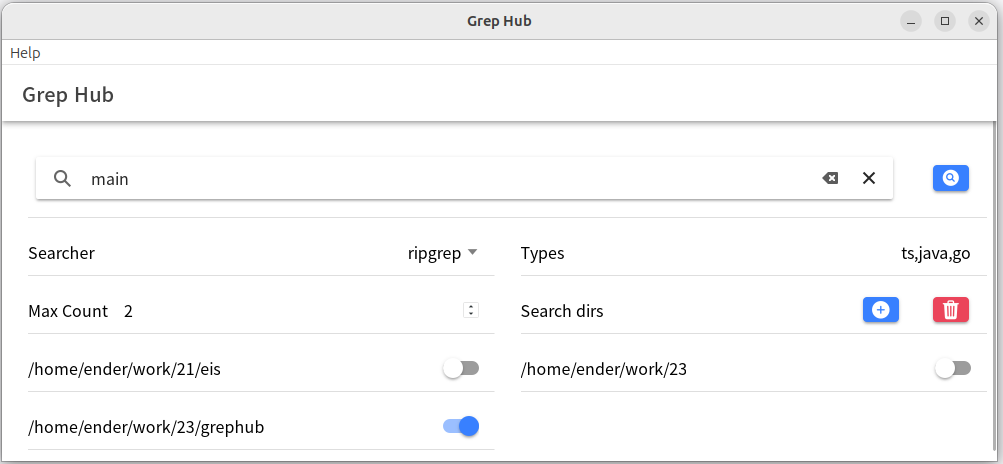 Grep Hub
Help
Grep Hub
main
Searcher ripgrep
Types ts,java,go
Max Count 2
Search dirs
/home/ender/work/21/eis
/home/ender/work/23
/home/ender/work/23/grephub